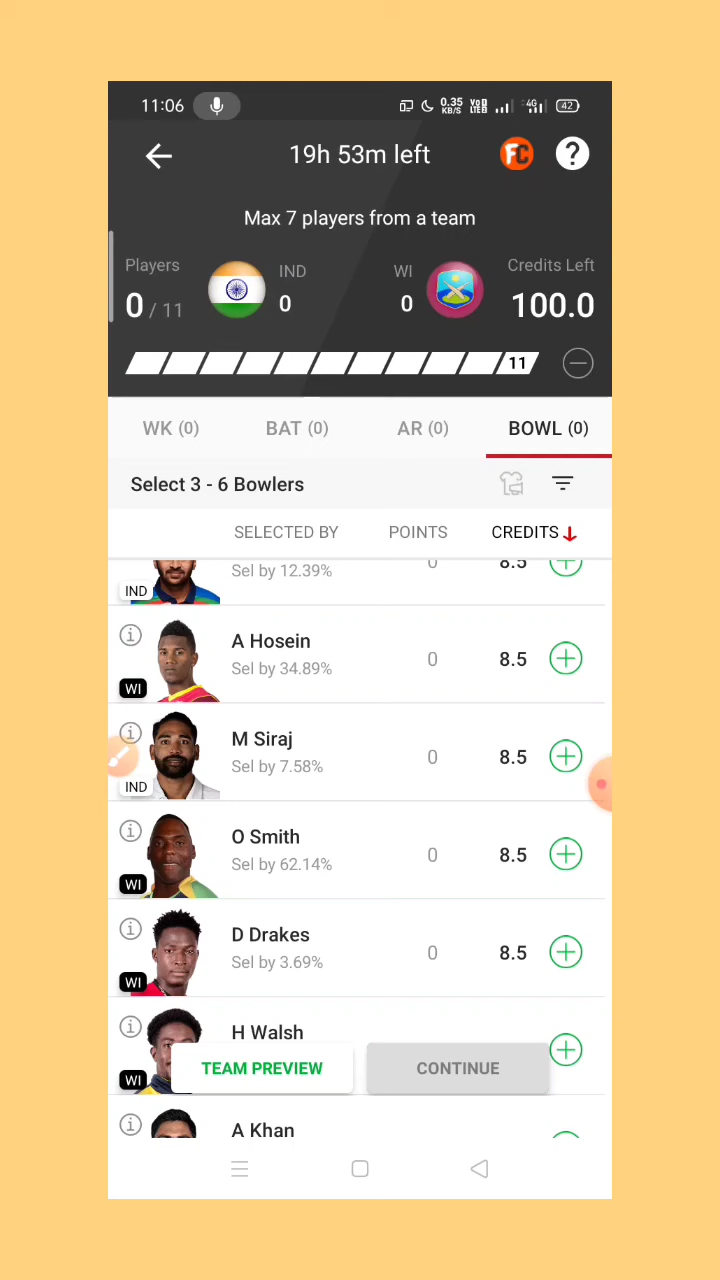 11:06 0.35 KB/S VoD LTE2 4G 42
19h 53m left FC ?
Max 7 players from a team
Players IND WI Credits Left
0 / 11 0 0 100.0
11
WK (0) BAT (0) AR (0) BOWL (0)
Select 3 - 6 Bowlers
SELECTED BY POINTS CREDITS
Sel by 12.39% 0 8.5
IND
A Hosein
Sel by 34.89% 0 8.5
WI
M Siraj
Sel by 7.58% 0 8.5
IND
O Smith
Sel by 62.14% 0 8.5
WI
D Drakes
Sel by 3.69% 0 8.5
WI
H Walsh
WI
TEAM PREVIEW CONTINUE
A Khan